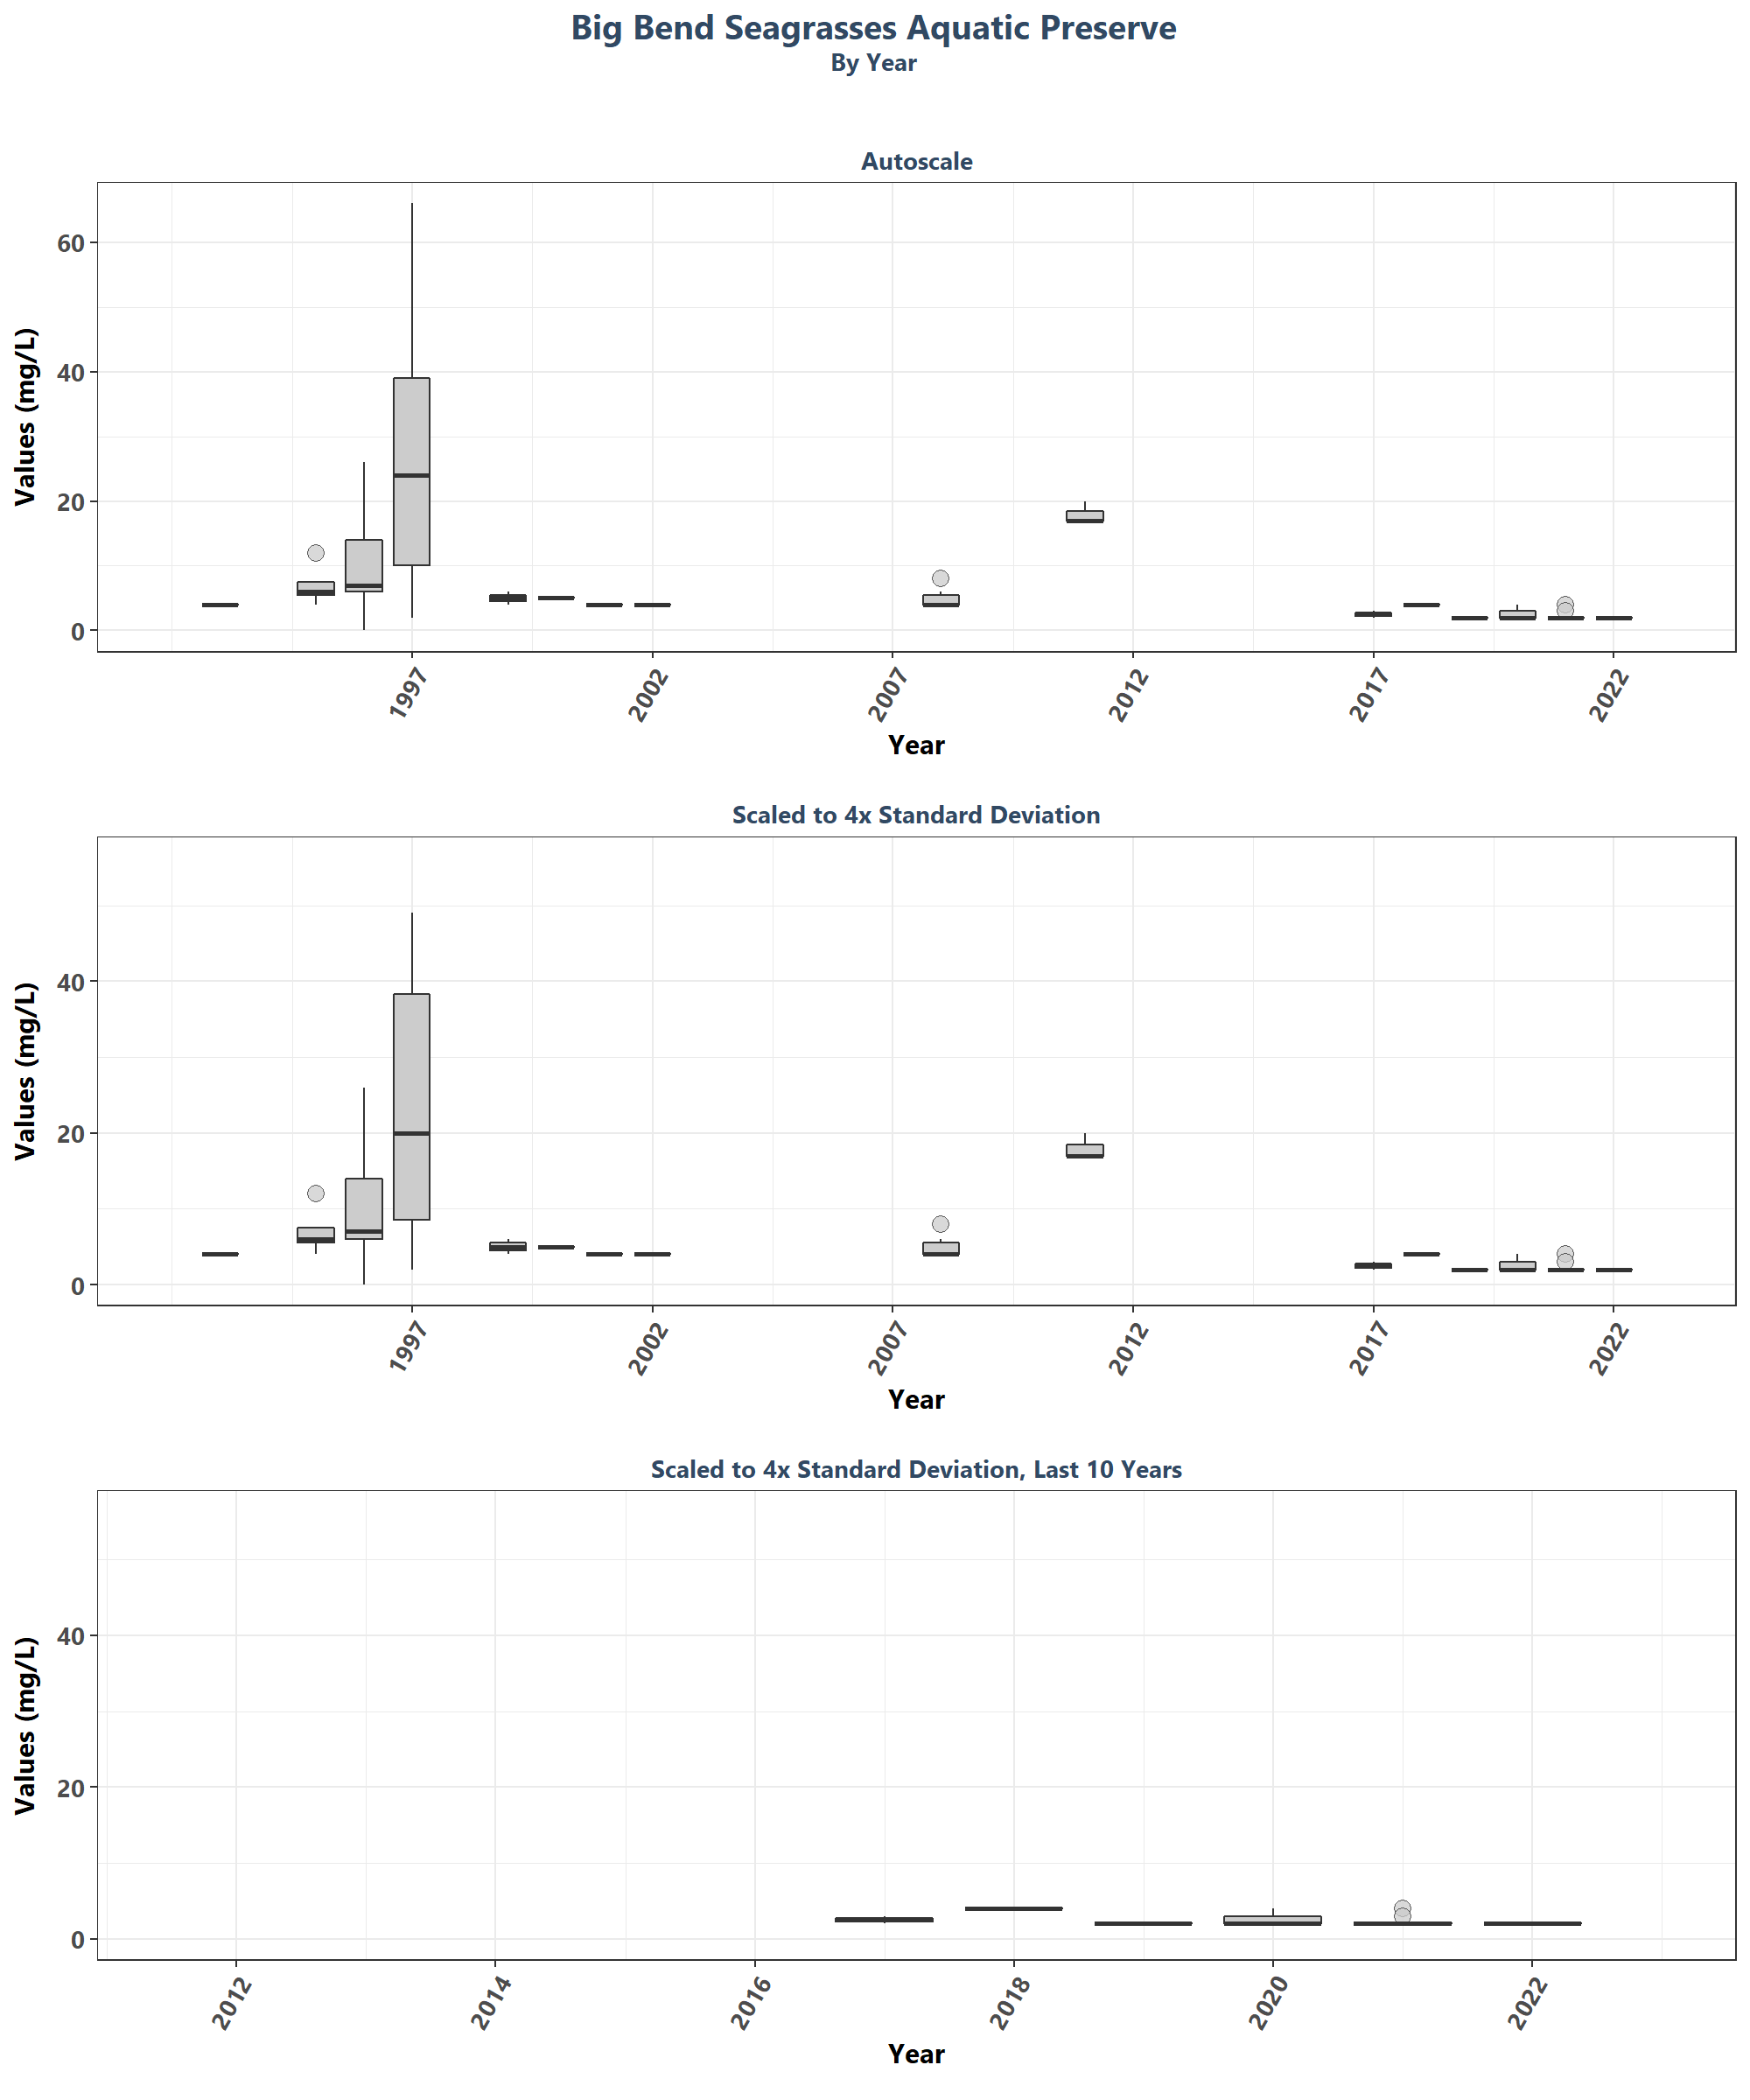 Big Bend Seagrasses Aquatic Preserve
By Year
Autoscale
Values (mg/L)
60
40
20
0
1997
2002
2007
2012
2017
2022
Year
Scaled to 4x Standard Deviation
Values (mg/L)
40
20
0
1997
2002
2007
2012
2017
2022
Year
Scaled to 4x Standard Deviation, Last 10 Years
Values (mg/L)
40
20
0
2012
2014
2016
2018
2020
2022
Year